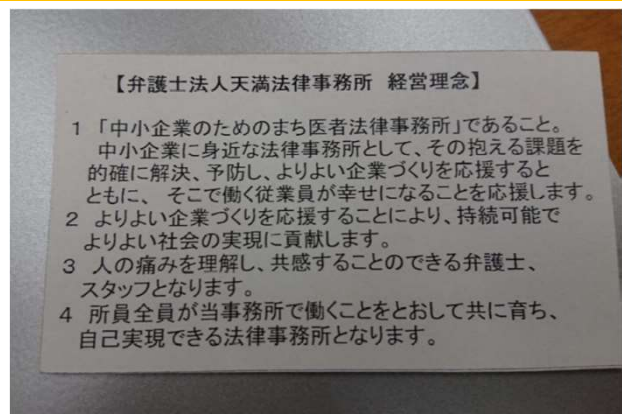 【弁護士法人天満法律事務所 経営理念】
1 「中小企業のためのまち医者法律事務所」であること。
中小企業に身近な法律事務所として、その抱える課題を
的確に解決、予防し、よりよい企業づくりを応援すると
ともに、 そこで働く従業員が幸せになることを応援します。
2 よりよい企業づくりを応援することにより、持続可能で
よりよい社会の実現に貢献します。
3 人の痛みを理解し、共感することのできる弁護士、
スタッフとなります。
4 所員全員が当事務所で働くことをとおして共に育ち、
自己実現できる法律事務所となります。